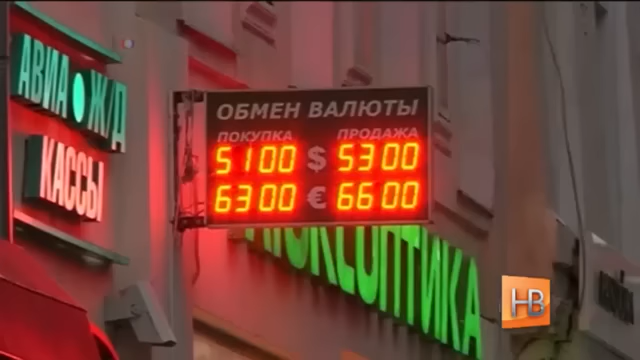 АВИА • Ж/Д
КАССЫ
ОБМЕН ВАЛЮТЫ
ПОКУПКА ПРОДАЖА
5100 $ 5300
6300 € 6600
НВ